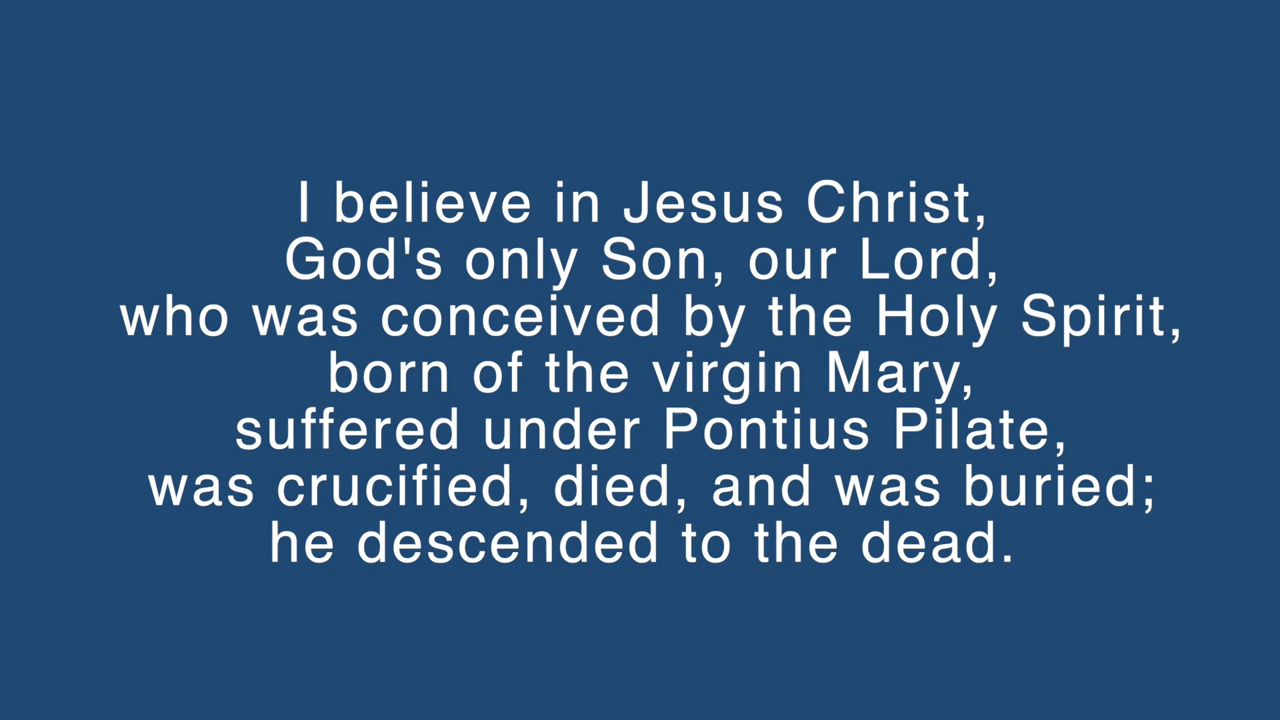 I believe in Jesus Christ,
God's only Son, our Lord,
who was conceived by the Holy Spirit,
born of the virgin Mary,
suffered under Pontius Pilate,
was crucified, died, and was buried;
he descended to the dead.